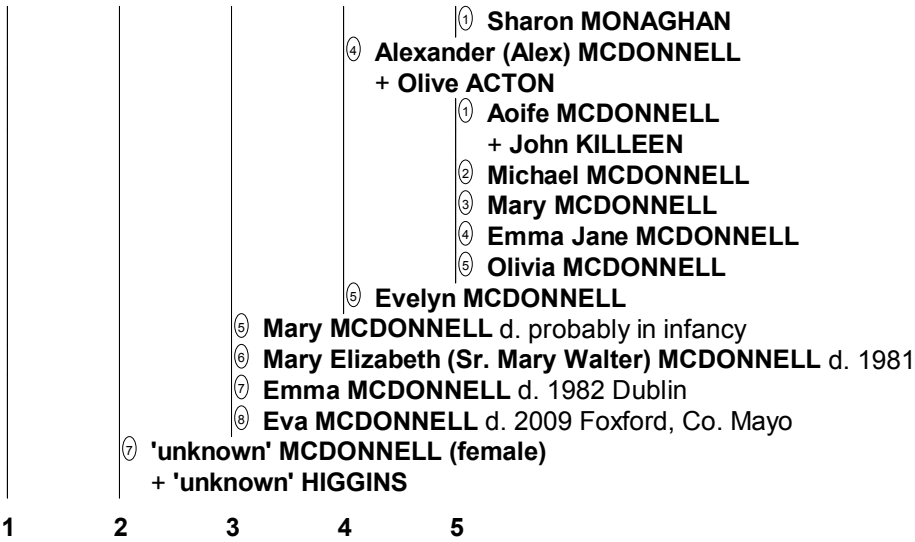 ① Sharon MONAGHAN
④ Alexander (Alex) MCDONNELL
+ Olive ACTON
① Aoife MCDONNELL
+ John KILLEEN
② Michael MCDONNELL
③ Mary MCDONNELL
④ Emma Jane MCDONNELL
⑤ Olivia MCDONNELL
⑤ Evelyn MCDONNELL
⑤ Mary MCDONNELL d. probably in infancy
⑥ Mary Elizabeth (Sr. Mary Walter) MCDONNELL d. 1981
⑦ Emma MCDONNELL d. 1982 Dublin
⑧ Eva MCDONNELL d. 2009 Foxford, Co. Mayo
⑦ 'unknown' MCDONNELL (female)
+ 'unknown' HIGGINS
1 2 3 4 5